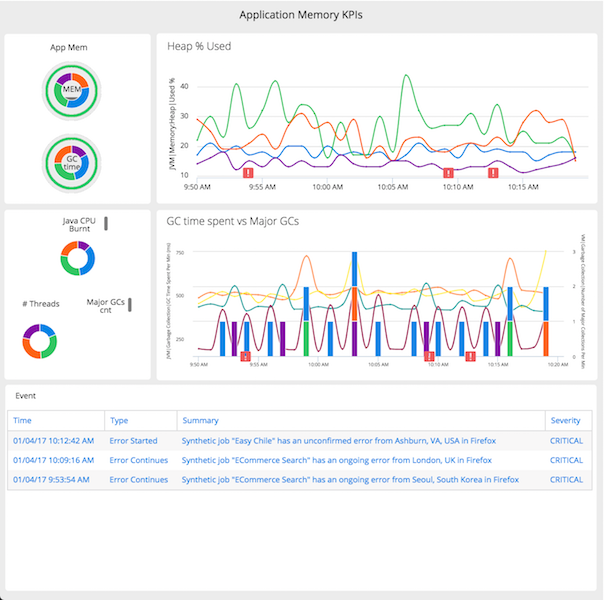 Application Memory KPIs
App Mem
MEM
GC
time
Heap % Used
JVM|Memory:Heap|Used %
40
30
20
10
9:50 AM 9:55 AM 10:00 AM 10:05 AM 10:10 AM 10:15 AM
! ! !
Java CPU
Burnt
# Threads
Major GCs
cnt
GC time spent vs Major GCs
JVM|Garbage Collection|GC Time Spent Per Min (ms)
750
500
250
3
2
1
0
VM|Garbage Collection|Number of Major Collections Per Min
! ! !
9:50 AM 9:55 AM 10:00 AM 10:05 AM 10:10 AM 10:15 AM 10:20 AM
Event
Time Type Summary Severity
01/04/17 10:12:42 AM Error Started Synthetic job "Easy Chile" has an unconfirmed error from Ashburn, VA, USA in Firefox CRITICAL
01/04/17 10:09:16 AM Error Continues Synthetic job "ECommerce Search" has an ongoing error from London, UK in Firefox CRITICAL
01/04/17 9:53:54 AM Error Continues Synthetic job "ECommerce Search" has an ongoing error from Seoul, South Korea in Firefox CRITICAL